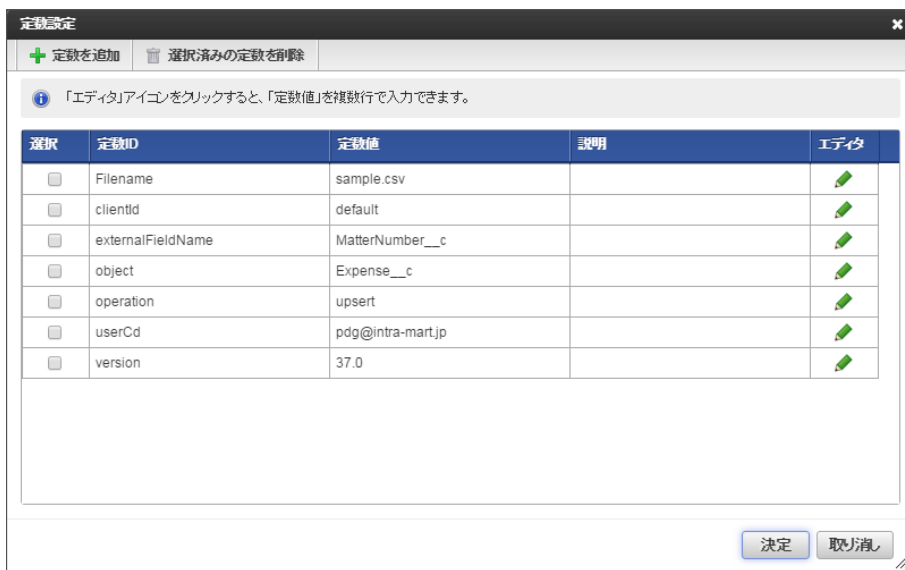 定数設定
定数を追加 選択済みの定数を削除
「エディタ」アイコンをクリックすると、「定数値」を複数行で入力できます。
選択 定数ID 定数値 説明 エディタ
Filename sample.csv
clientId default
externalFieldName MatterNumber__c
object Expense__c
operation upsert
userCd pdg@intra-mart.jp
version 37.0
決定 取り消し